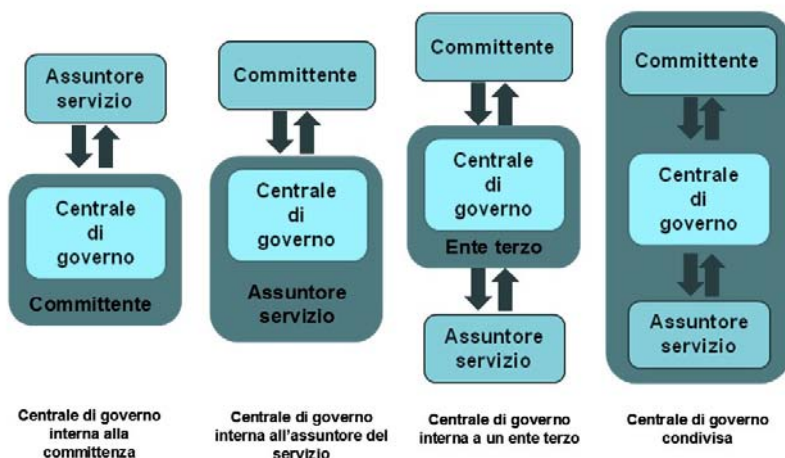 Assuntore
servizio
Centrale
di
governo
Committente
Centrale di governo
interna alla
committenza
Committente
Centrale
di
governo
Assuntore
servizio
Centrale di governo
interna all'assuntore del
servizio
Committente
Centrale
di
governo
Ente terzo
Assuntore
servizio
Centrale di governo
interna a un ente terzo
Committente
Centrale
di
governo
Assuntore
servizio
Centrale di governo
condivisa